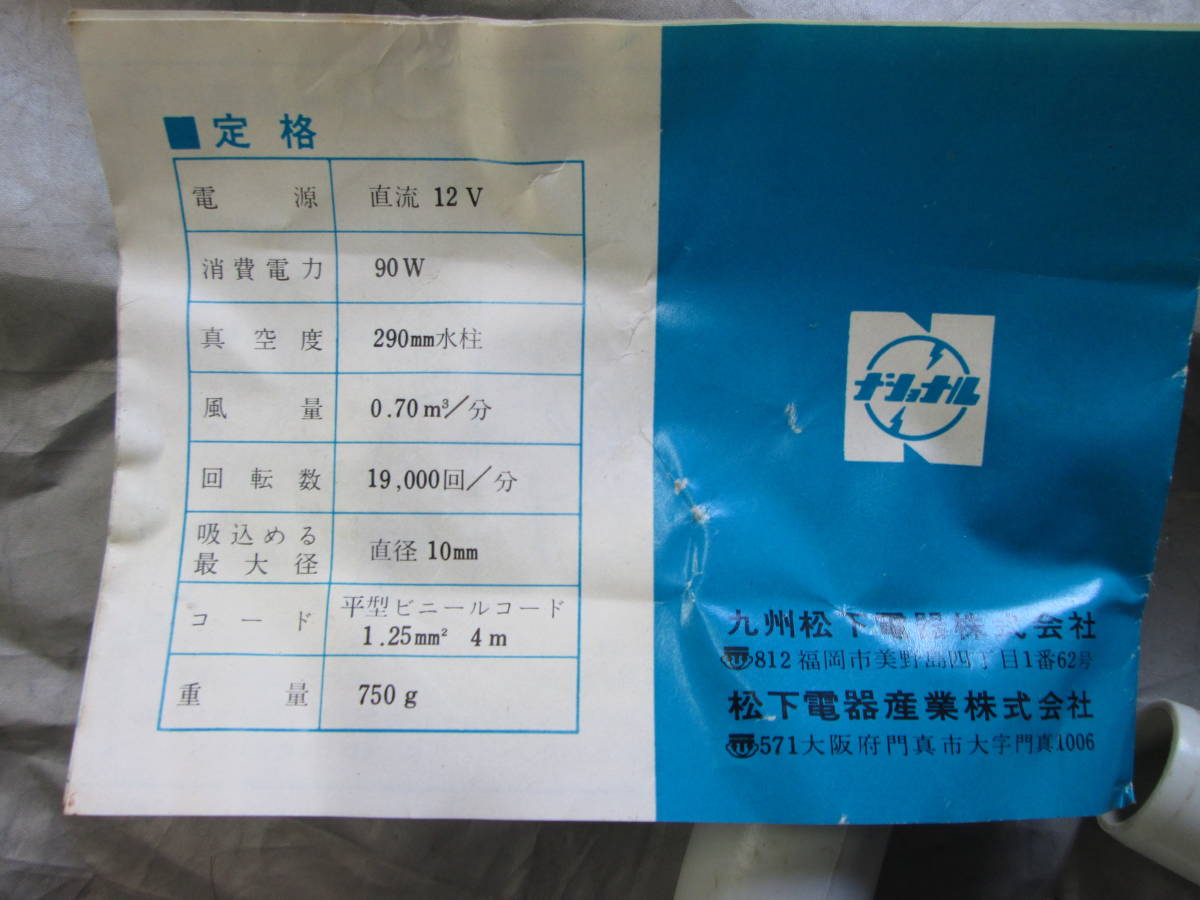 ■定格
電源 直流 12V
消費電力 90W
真空度 290mm水柱
風量 0.70m³/分
回転数 19,000回/分
吸込める
最大径 直径 10mm
コード 平型ビニールコード
1.25mm² 4m
重量 750g
ナショナル
九州松下電器株式会社
〒812 福岡市美野島四丁目1番62号
松下電器産業株式会社
〒571大阪府門真市大字門真1006